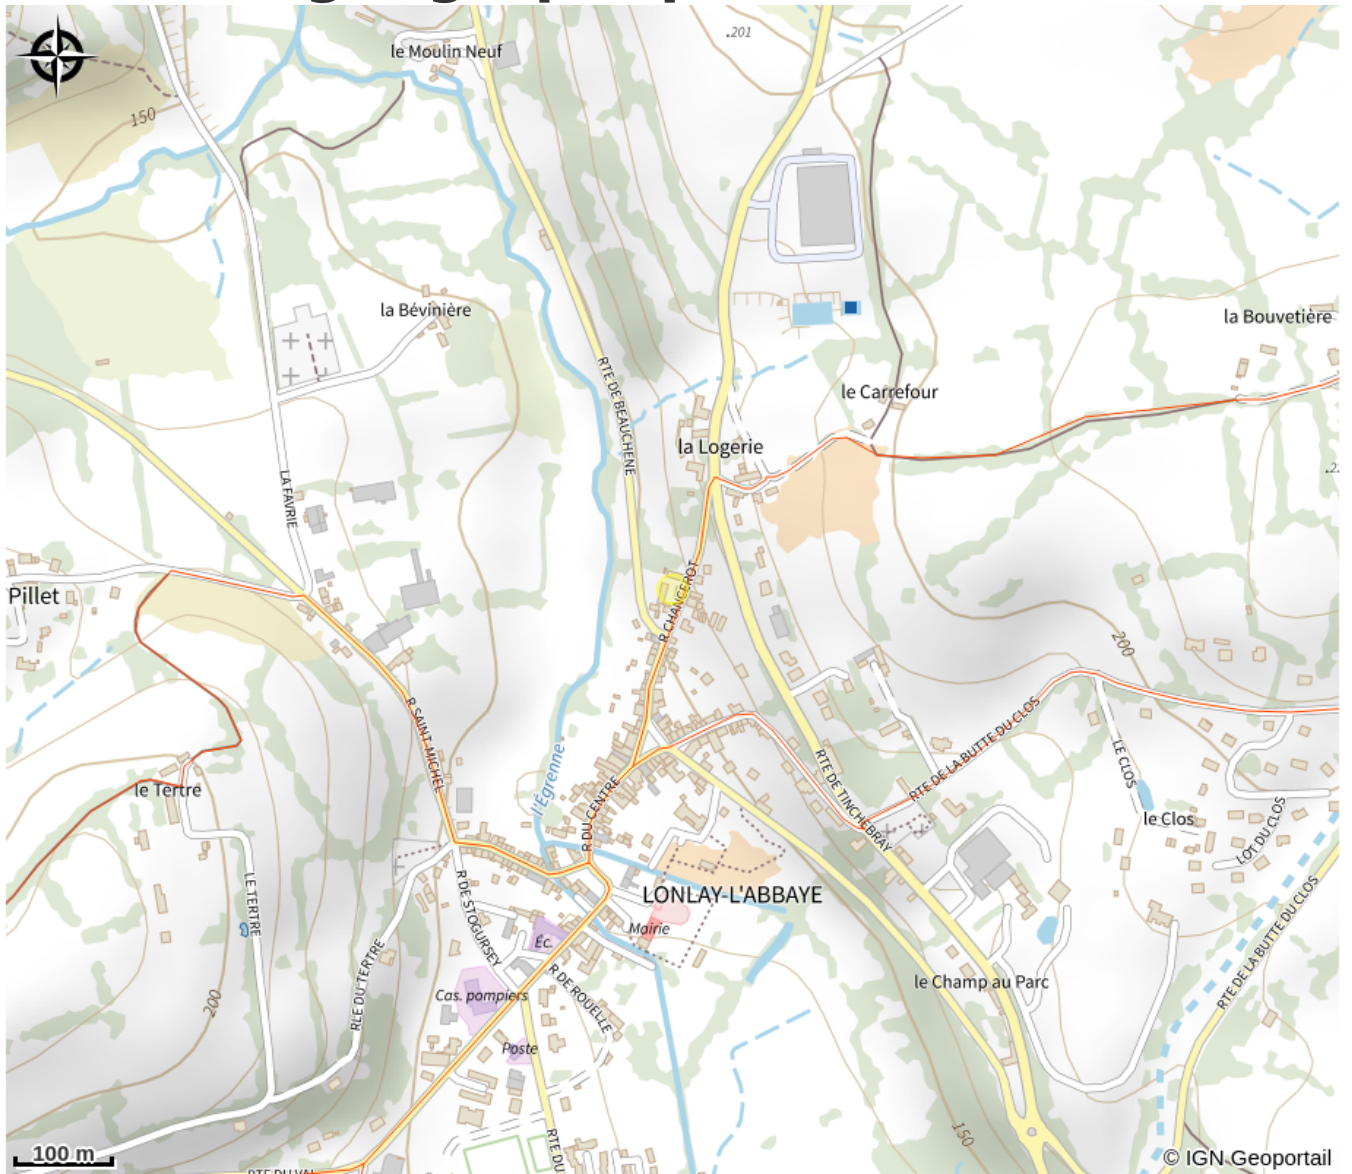 .201
le Moulin Neuf
150
la Bévinière
la Bouvetière
RTE DE BEAUCHENE
le Carrefour
la Logerie
LA FAVRIE
Pillet
R CHANCEROT
200
R SAINT-MICHEL
RTE DE LA BUTTE DU CLOS
l'Égrenne
RTE DE TINCHEBRAY
LE CLOS
le Tertre
R DU CENTRE
le Clos
LOT DU CLOS
LONLAY-L'ABBAYE
LE TERTRE
R DE STOGURSEY
Mairie
Éc.
RTE DE LA BUTTE DU CLOS
RLE DU TERTRE
R DE ROUELLE
le Champ au Parc
Cas. pompiers
200
Poste
150
RTE DU
100 m
RTE DU VAL
© IGN Geoportail